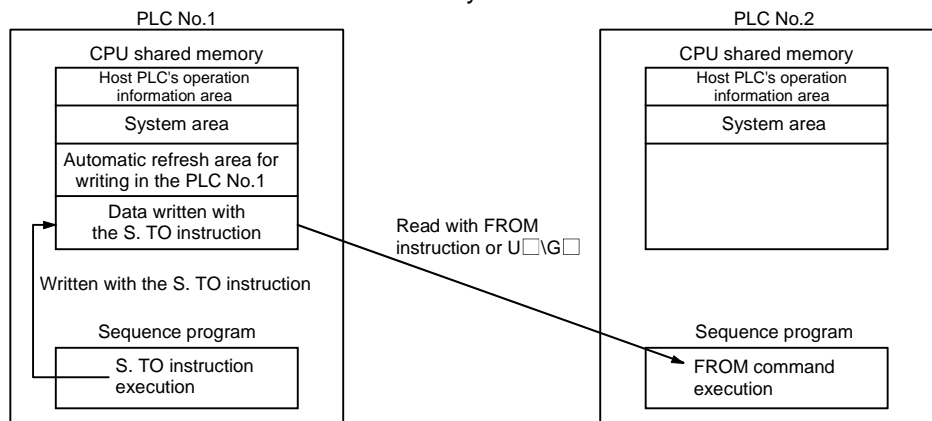 PLC No.1
CPU shared memory
Host PLC's operation
information area
System area
Automatic refresh area for
writing in the PLC No.1
Data written with
the S. TO instruction
Written with the S. TO instruction
Sequence program
S. TO instruction
execution
Read with FROM
instruction or U□\G□
PLC No.2
CPU shared memory
Host PLC's operation
information area
System area
Sequence program
FROM command
execution